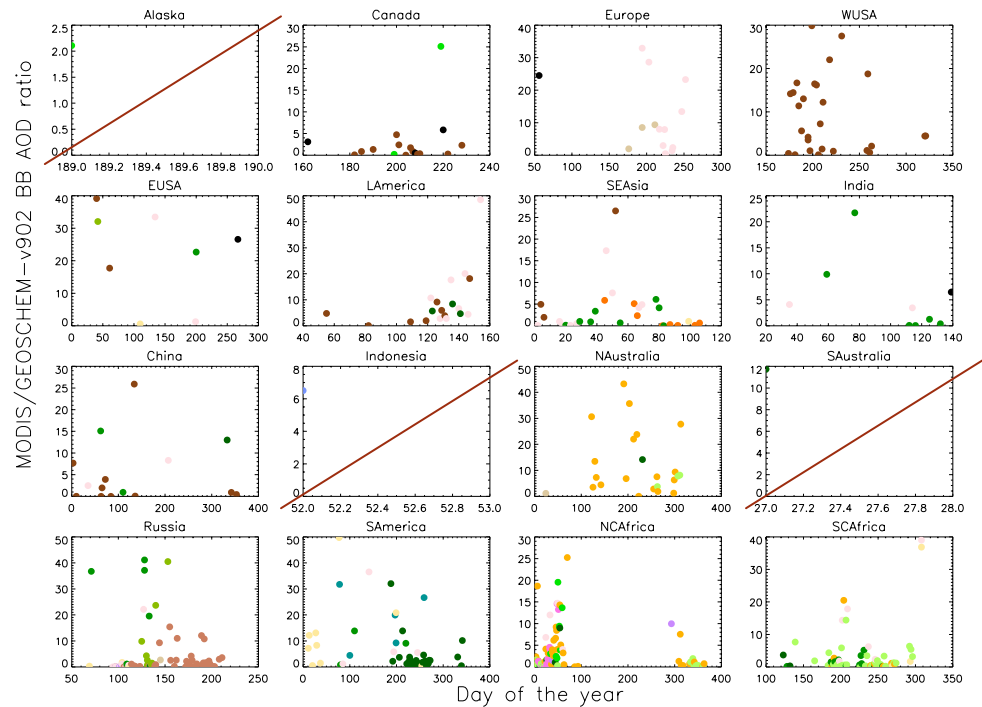 MODIS/GEOSCHEM-v902 BB AOD ratio
Alaska Canada Europe WUSA
2.5 30 40 30
2.0 25 30 25
1.5 20 20 20
1.0 15 10 15
0.5 10 0 10
0.0 5 5
0 0
189.0 189.2 189.4 189.6 189.8 190.0 160 180 200 220 240 50 100 150 200 250 300 150 200 250 300 350
EUSA LAmerica SEAsia India
40 50 30 25
30 40 25 20
20 30 20 15
10 20 15 10
0 10 10 5
0 5 0
0
0 50 100 150 200 250 300 40 60 80 100 120 140 160 0 20 40 60 80 100 120 20 40 60 80 100 120 140
China Indonesia NAustralia SAustralia
30 8 50 12
25 6 40 10
20 4 30 8
15 2 20 6
10 0 10 4
5 0 2
0 0
0 100 200 300 400 52.0 52.2 52.4 52.6 52.8 53.0 0 100 200 300 400 27.0 27.2 27.4 27.6 27.8 28.0
Russia SAmerica NCAfrica SCAfrica
50 50 30 40
40 40 25 30
30 30 20 20
20 20 15 10
10 10 10 0
0 0 5
0
50 100 150 200 250 0 100 200 300 400 0 100 200 300 400 100 150 200 250 300 350
Day of the year